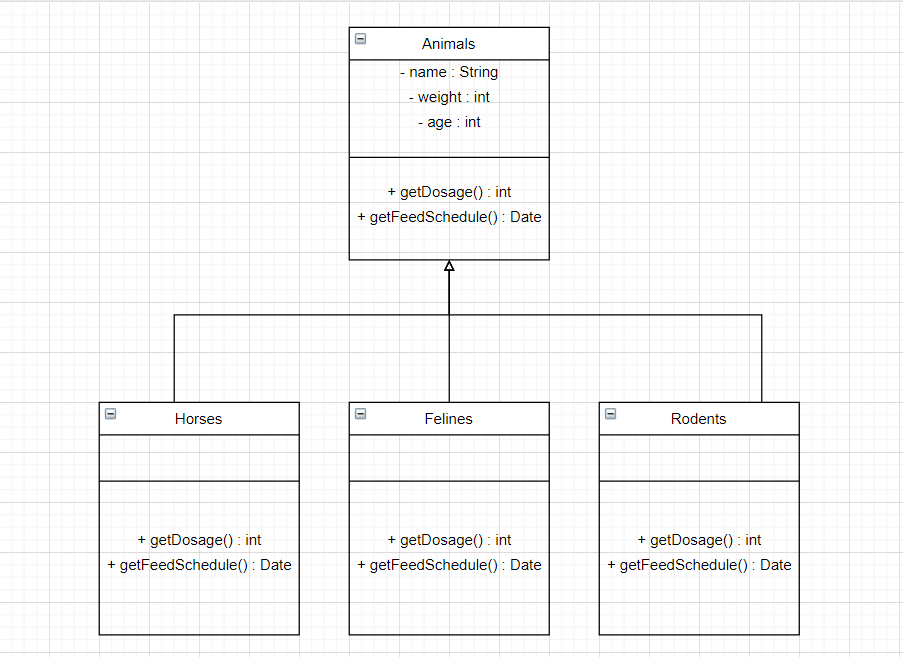 Animals
- name : String
- weight : int
- age : int
+ getDosage() : int
+ getFeedSchedule() : Date
Horses
+ getDosage() : int
+ getFeedSchedule() : Date
Felines
+ getDosage() : int
+ getFeedSchedule() : Date
Rodents
+ getDosage() : int
+ getFeedSchedule() : Date